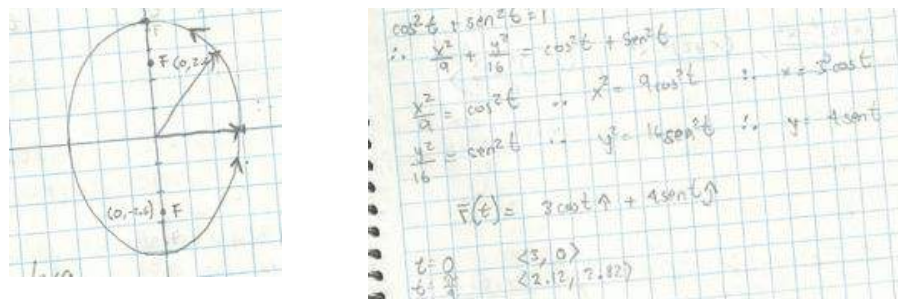 F
F (0, 2.6)
(0, -2.6) F
cos²t + sen²t = 1
∴ x²/9 + y²/16 = cos²t + sen²t
x²/9 = cos²t ∴ x² = 9cos²t ∴ x = 3cost
y²/16 = sen²t ∴ y² = 16sen²t ∴ y = 4sent
r̄(t) = 3cost î + 4sent ĵ
t = 0 <3, 0>
<2.12, 2.82>